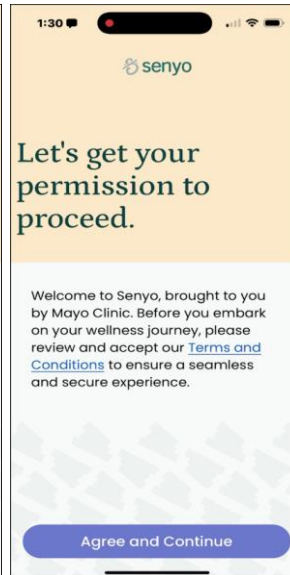 1:30
senyo
Let's get your
permission to
proceed.
Welcome to Senyo, brought to you
by Mayo Clinic. Before you embark
on your wellness journey, please
review and accept our Terms and
Conditions to ensure a seamless
and secure experience.
Agree and Continue